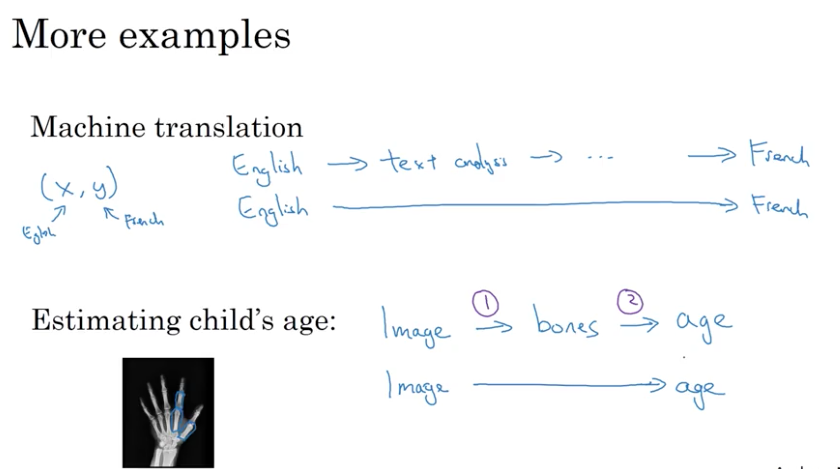 More examples
Machine translation
English → text analysis → ... → French
(x, y)
English → French
Eglish French
Estimating child's age:
① ②
Image → bones → age
Image → age